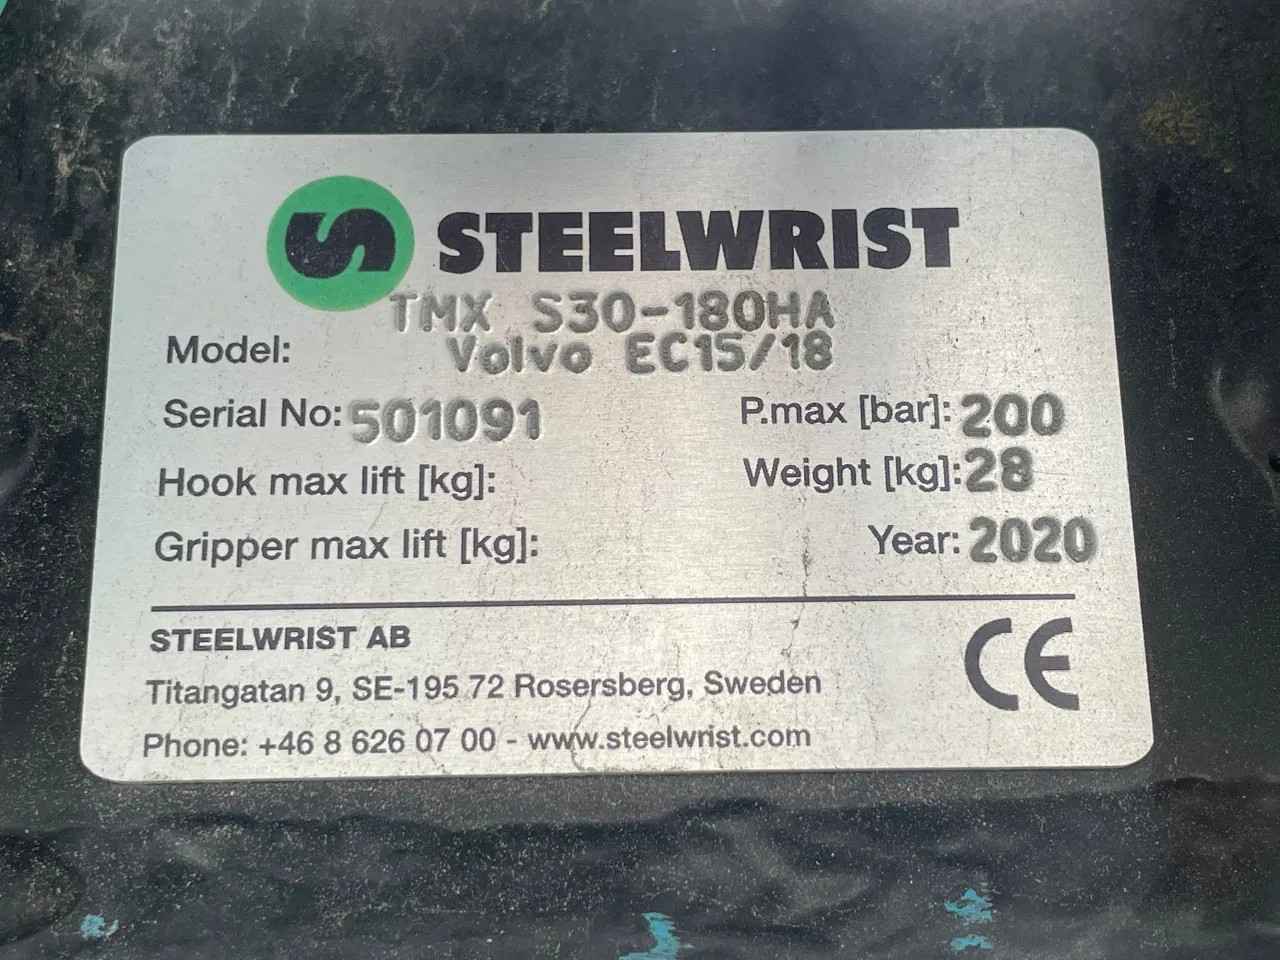 STEELWRIST
TMX S30-180HA
Model: Volvo EC15/18
Serial No: 501091 P.max [bar]: 200
Hook max lift [kg]: Weight [kg]: 28
Gripper max lift [kg]: Year: 2020
STEELWRIST AB
Titangatan 9, SE-195 72 Rosersberg, Sweden
Phone: +46 8 626 07 00 - www.steelwrist.com
CE